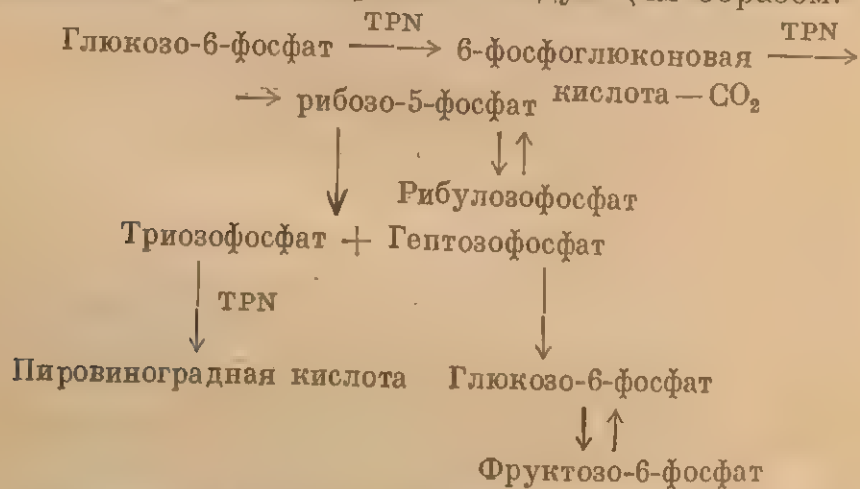 образом:
Глюкозо-6-фосфат TPN → 6-фосфоглюконовая TPN →
→ рибозо-5-фосфат кислота — CO₂
↓ ↓↑
Рибулозофосфат
Триозофосфат + Гептозофосфат
↓ TPN ↓
Пировиноградная кислота Глюкозо-6-фосфат
↓↑
Фруктозо-6-фосфат